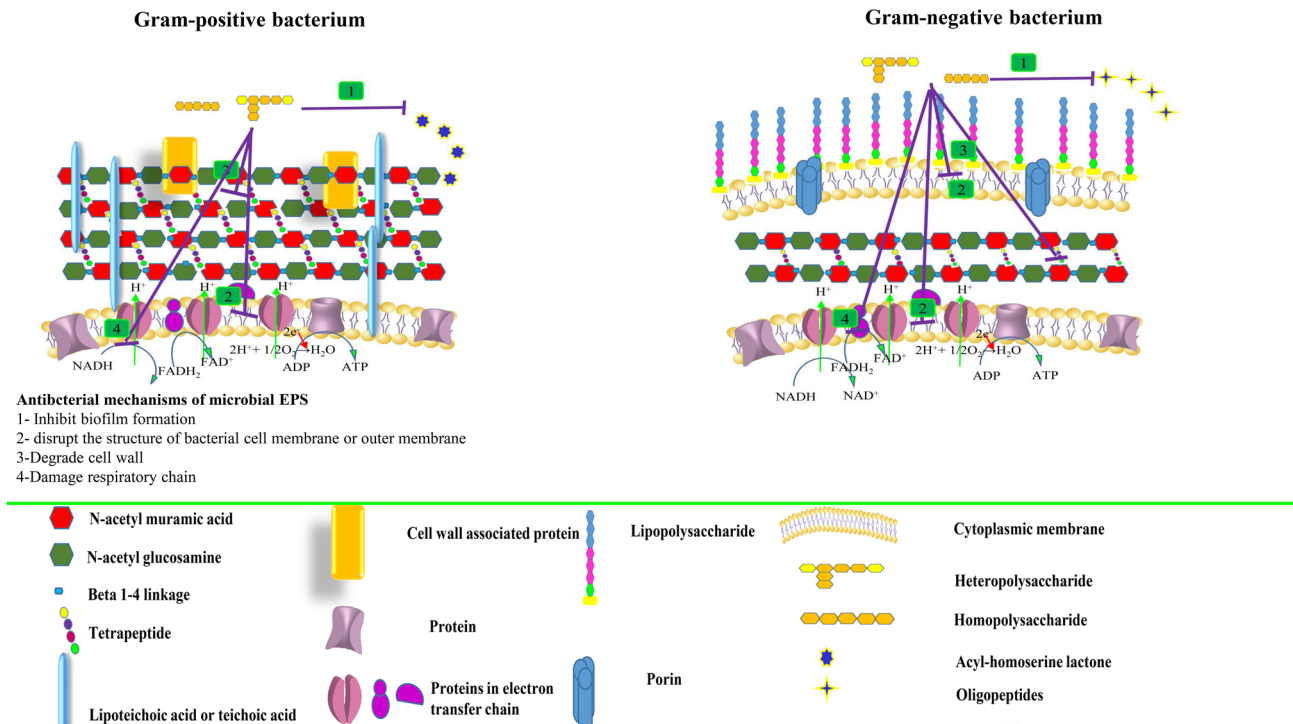 Gram-positive bacterium
1
3
H⁺
H⁺
H⁺
2
4
NADH
FADH₂
FAD⁺
2H⁺+ 1/2O₂
2e⁻
H₂O
ADP
ATP
Gram-negative bacterium
1
3
2
H⁺
H⁺
H⁺
4
2
FADH₂
FAD⁺
2H⁺+ 1/2O₂
2e⁻
H₂O
ADP
ATP
NADH
NAD⁺
Antibcterial mechanisms of microbial EPS
1- Inhibit biofilm formation
2- disrupt the structure of bacterial cell membrane or outer membrane
3-Degrade cell wall
4-Damage respiratory chain
N-acetyl muramic acid
N-acetyl glucosamine
Beta 1-4 linkage
Tetrapeptide
Lipoteichoic acid or teichoic acid
Cell wall associated protein
Protein
Proteins in electron
transfer chain
Lipopolysaccharide
Porin
Cytoplasmic membrane
Heteropolysaccharide
Homopolysaccharide
Acyl-homoserine lactone
Oligopeptides